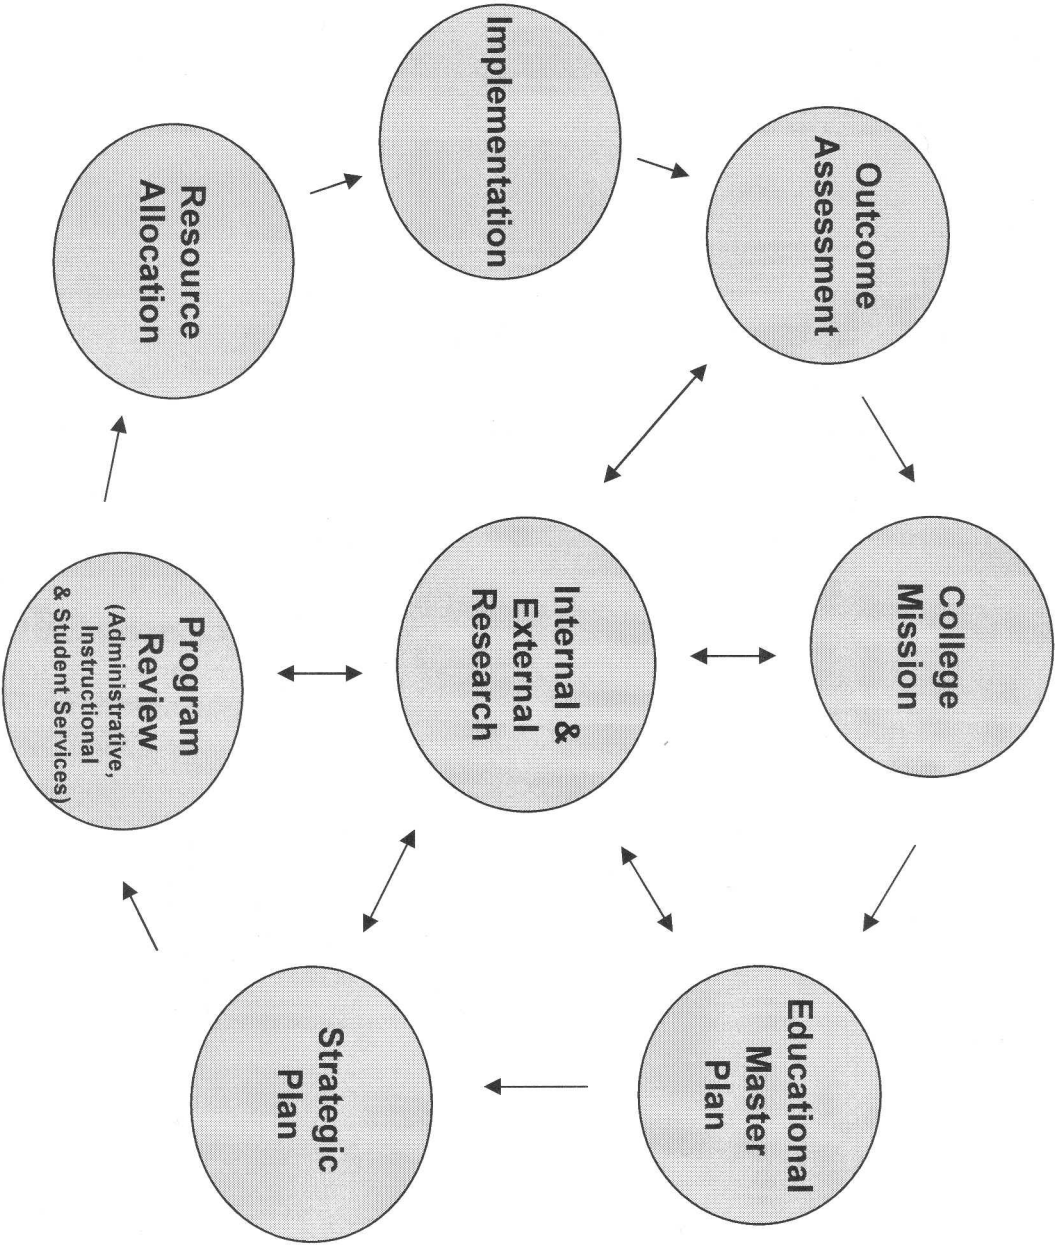 College
Mission
Educational
Master
Plan
Strategic
Plan
Program
Review
(Administrative,
Instructional
& Student Services)
Resource
Allocation
Implementation
Outcome
Assessment
Internal &
External
Research